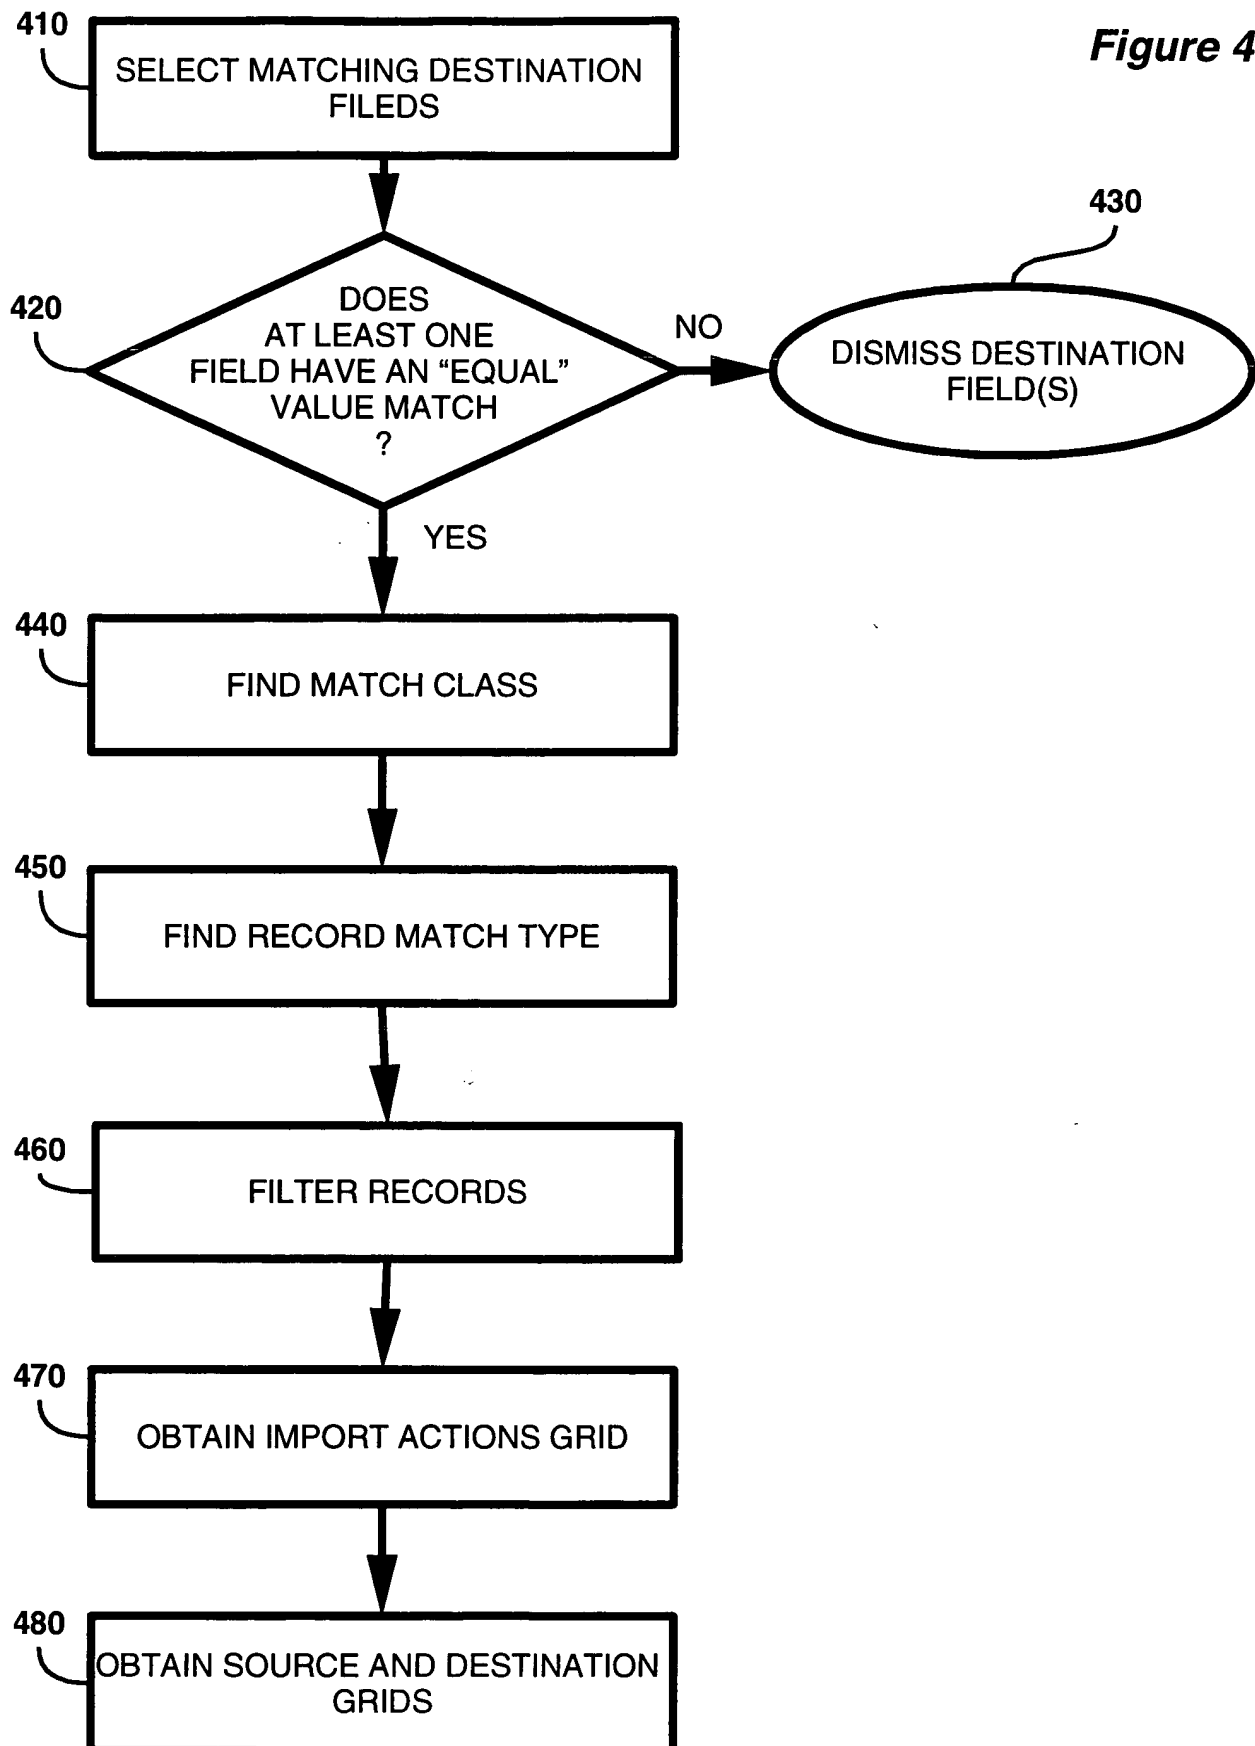 410
Figure 4
SELECT MATCHING DESTINATION
FILEDS
430
420
DOES
AT LEAST ONE
FIELD HAVE AN “EQUAL”
VALUE MATCH
?
NO
DISMISS DESTINATION
FIELD(S)
YES
440
FIND MATCH CLASS
450
FIND RECORD MATCH TYPE
460
FILTER RECORDS
470
OBTAIN IMPORT ACTIONS GRID
480
OBTAIN SOURCE AND DESTINATION
GRIDS